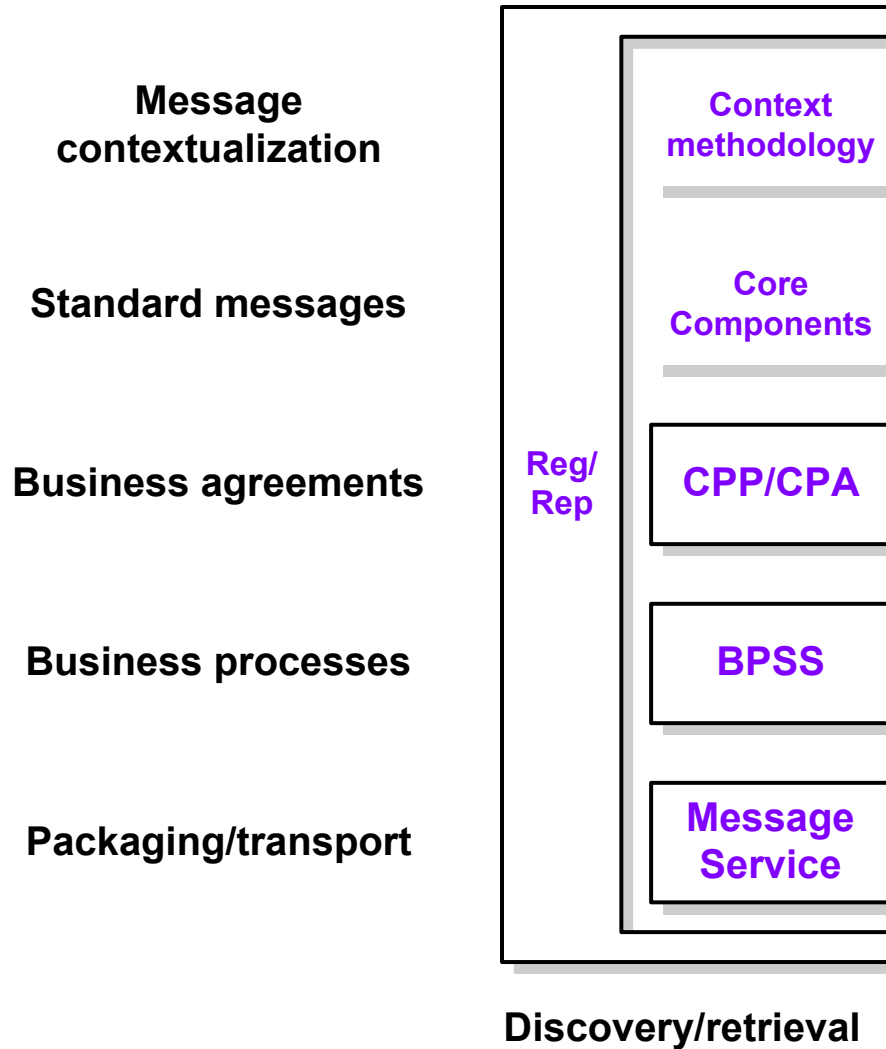 Message
contextualization
Context
methodology
Standard messages
Core
Components
Business agreements
Reg/
Rep
CPP/CPA
Business processes
BPSS
Packaging/transport
Message
Service
Discovery/retrieval